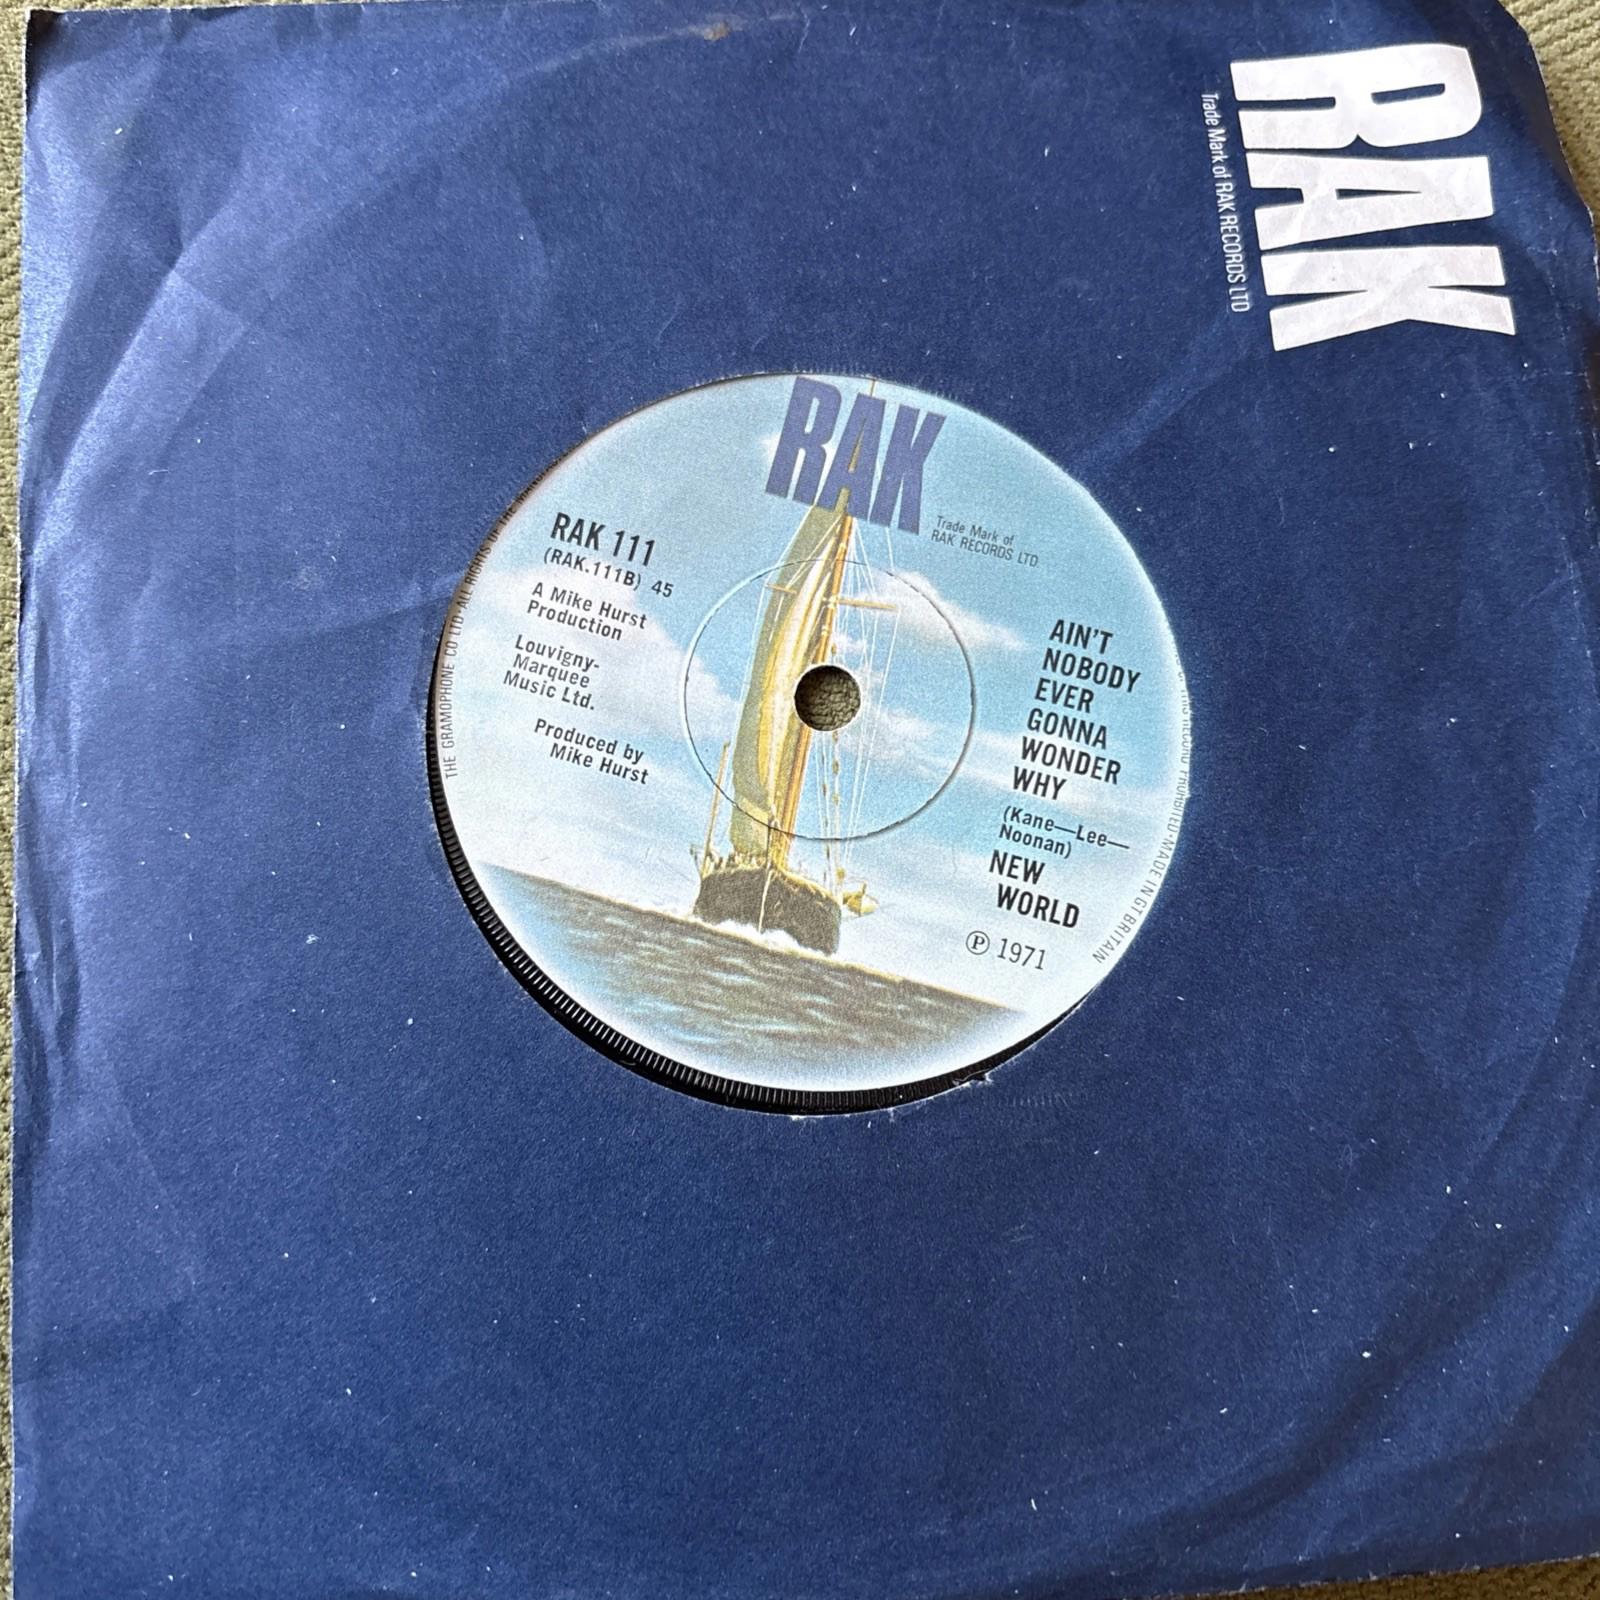 RAK
Trade Mark of RAK RECORDS LTD
RAK
Trade Mark of
RAK RECORDS LTD
RAK 111
(RAK.111B) 45
A Mike Hurst
Production
Louvigny-
Marquee
Music Ltd.
Produced by
Mike Hurst
AIN'T
NOBODY
EVER
GONNA
WONDER
WHY
(Kane—Lee—
Noonan)
NEW
WORLD
Ⓟ 1971
THE GRAMOPHONE CO LTD ALL RIGHTS OF THE
RECORD PROHIBITED·MADE IN GT BRITAIN